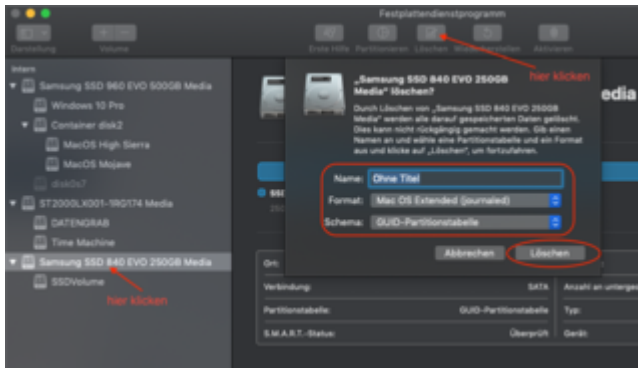 Festplattendienstprogramm
Darstellung
Volume
Erste Hilfe
Partitionieren
Löschen
Wiederherstellen
Aktivieren
hier klicken
Intern
Samsung SSD 960 EVO 500GB Media
Windows 10 Pro
Container disk2
MacOS High Sierra
MacOS Mojave
disk0s7
ST2000LX001-1RG174 Media
DATENGRAB
Time Machine
Samsung SSD 840 EVO 250GB Media
SSDVolume
hier klicken
edia
„Samsung SSD 840 EVO 250GB
Media“ löschen?
Durch Löschen von „Samsung SSD 840 EVO 250GB
Media“ werden alle darauf gespeicherten Daten gelöscht.
Dies kann nicht rückgängig gemacht werden. Gib einen
Namen an und wähle eine Partitionstabelle und ein Format
aus und klicke auf „Löschen“, um fortzufahren.
Name: Ohne Titel
Format: Mac OS Extended (journaled)
Schema: GUID-Partitionstabelle
Abbrechen
Löschen
Ort:
Verbindung: SATA
Anzahl an unterge
Partitionstabelle: GUID-Partitionstabelle
Typ:
S.M.A.R.T.-Status: Überprüft
Gerät: